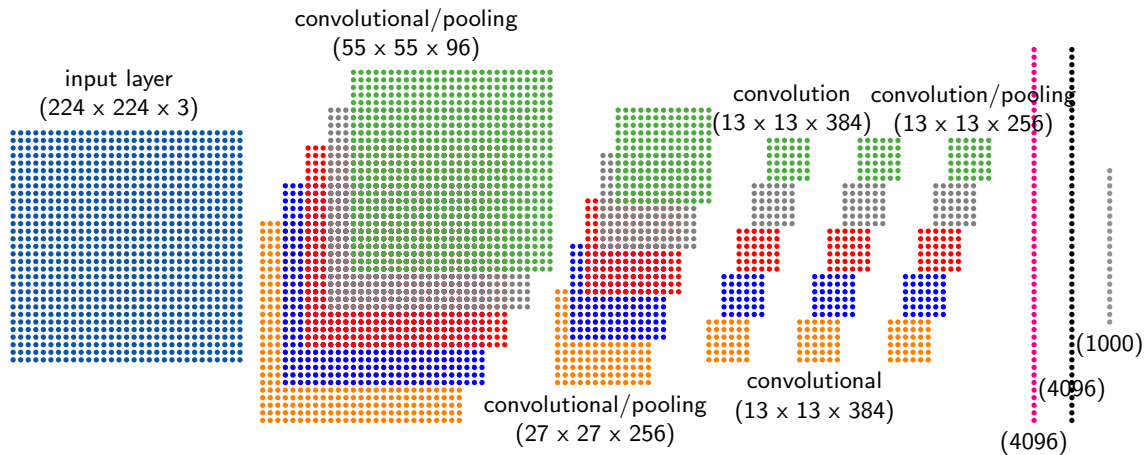 input layer
(224 x 224 x 3)
convolutional/pooling
(55 x 55 x 96)
convolutional/pooling
(27 x 27 x 256)
convolution
(13 x 13 x 384)
convolutional
(13 x 13 x 384)
convolution/pooling
(13 x 13 x 256)
(4096)
(4096)
(1000)